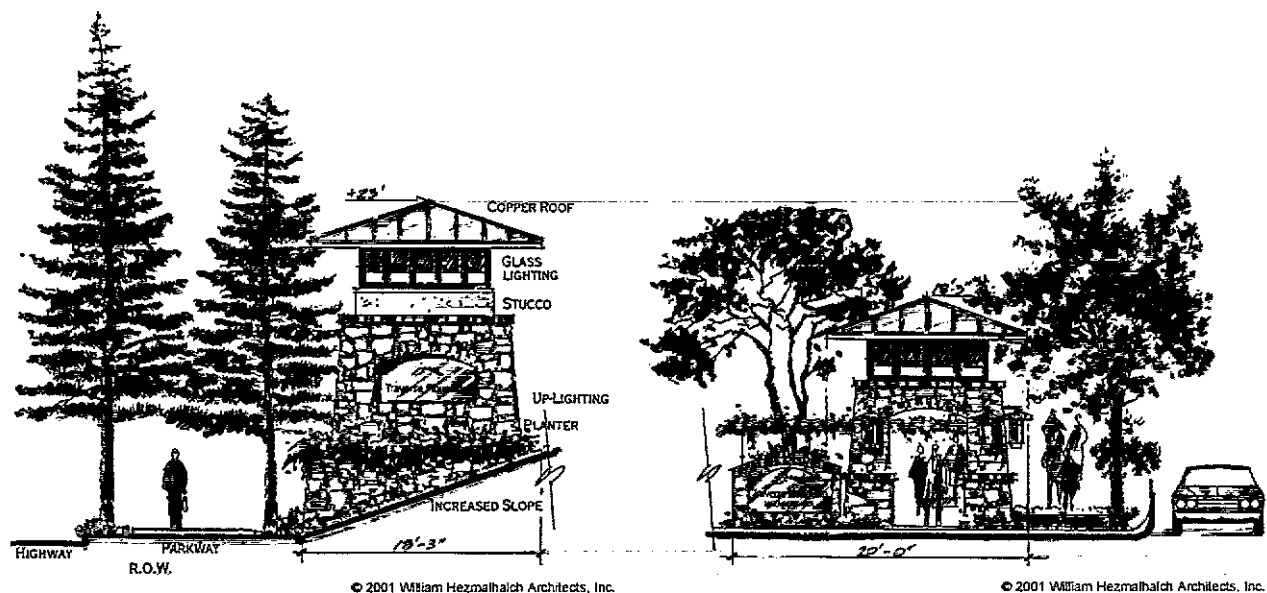 +23'
COPPER ROOF
GLASS
LIGHTING
STUCCO
UP-LIGHTING
PLANTER
INCREASED SLOPE
HIGHWAY
PARKWAY
R.O.W.
18'-3"
20'-0"
© 2001 William Hezmalhalch Architects, Inc.
© 2001 William Hezmalhalch Architects, Inc.